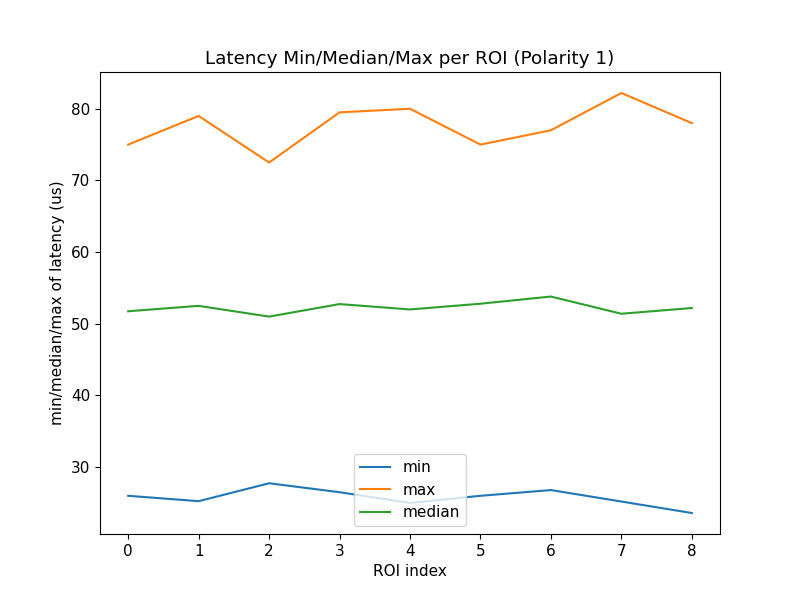 Latency Min/Median/Max per ROI (Polarity 1)
min/median/max of latency (us)
80
70
60
50
40
30
min
max
median
0 1 2 3 4 5 6 7 8
ROI index